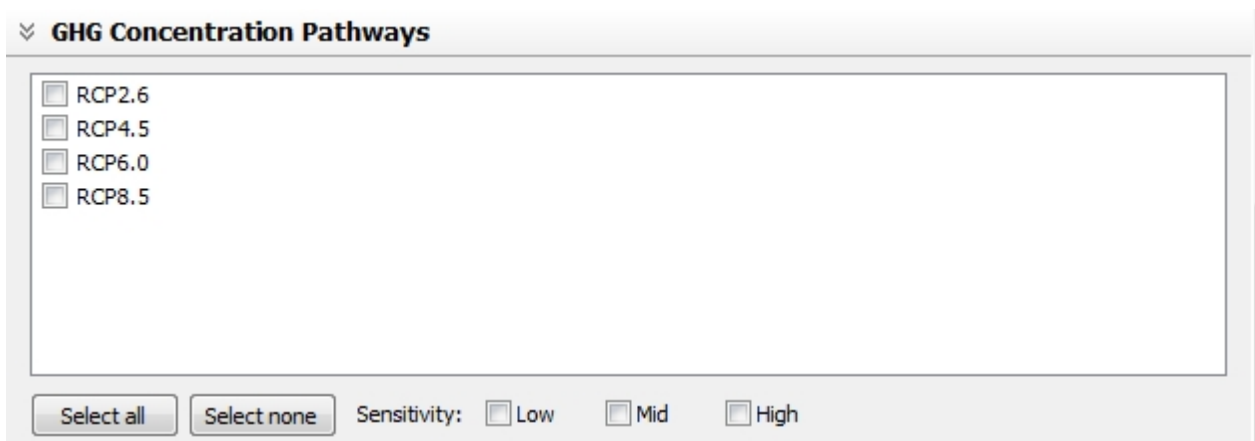 GHG Concentration Pathways
RCP2.6
RCP4.5
RCP6.0
RCP8.5
Select all Select none Sensitivity: Low Mid High